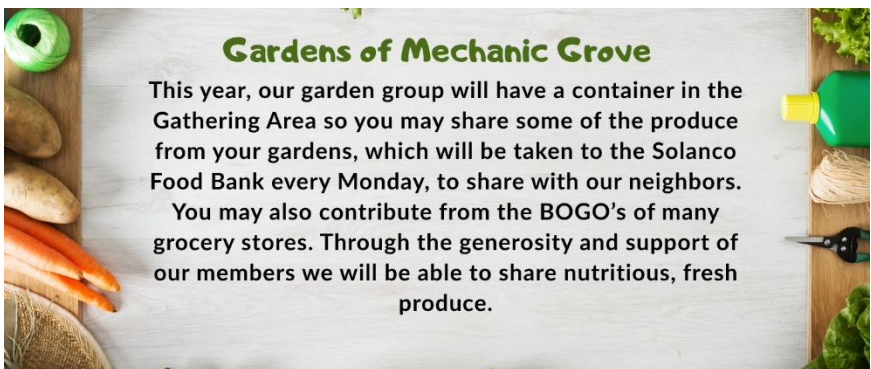 Gardens of Mechanic Grove
This year, our garden group will have a container in the
Gathering Area so you may share some of the produce
from your gardens, which will be taken to the Solanco
Food Bank every Monday, to share with our neighbors.
You may also contribute from the BOGO’s of many
grocery stores. Through the generosity and support of
our members we will be able to share nutritious, fresh
produce.